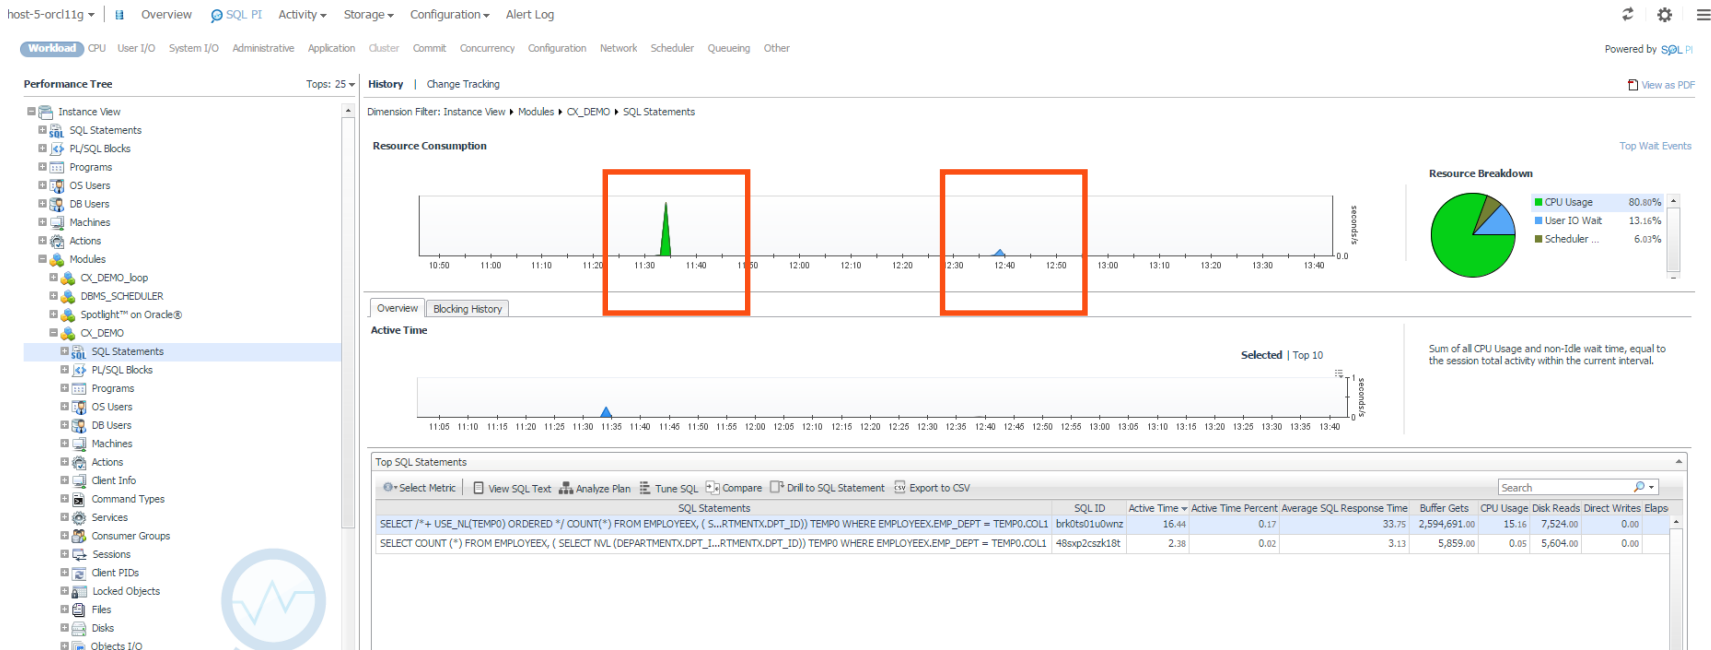 host-5-orcl11g Overview SQL PI Activity Storage Configuration Alert Log
Workload CPU User I/O System I/O Administrative Application Cluster Commit Concurrency Configuration Network Scheduler Queueing Other
Powered by SQL PI
Performance Tree Tops: 25
History | Change Tracking
View as PDF
Instance View
SQL Statements
PL/SQL Blocks
Programs
OS Users
DB Users
Machines
Actions
Modules
CX_DEMO_loop
DBMS_SCHEDULER
Spotlight™ on Oracle®
CX_DEMO
SQL Statements
PL/SQL Blocks
Programs
OS Users
DB Users
Machines
Actions
Client Info
Command Types
Services
Consumer Groups
Sessions
Client PIDs
Locked Objects
Files
Disks
Objects I/O
Dimension Filter: Instance View Modules CX_DEMO SQL Statements
Resource Consumption
Top Wait Events
seconds/s
0.0
10:50 11:00 11:10 11:20 11:30 11:40 11:50 12:00 12:10 12:20 12:30 12:40 12:50 13:00 13:10 13:20 13:30 13:40
Resource Breakdown
CPU Usage 80.80%
User IO Wait 13.16%
Scheduler ... 6.03%
Overview Blocking History
Active Time
Selected | Top 10
1
seconds/s
0
11:05 11:10 11:15 11:20 11:25 11:30 11:35 11:40 11:45 11:50 11:55 12:00 12:05 12:10 12:15 12:20 12:25 12:30 12:35 12:40 12:45 12:50 12:55 13:00 13:05 13:10 13:15 13:20 13:25 13:30 13:35 13:40
Sum of all CPU Usage and non-Idle wait time, equal to
the session total activity within the current interval.
Top SQL Statements
Select Metric View SQL Text Analyze Plan Tune SQL Compare Drill to SQL Statement Export to CSV
Search
SQL Statements SQL ID Active Time Active Time Percent Average SQL Response Time Buffer Gets CPU Usage Disk Reads Direct Writes Elaps
SELECT /*+ USE_NL(TEMP0) ORDERED */ COUNT(*) FROM EMPLOYEEX, ( S...RTMENTX.DPT_ID)) TEMP0 WHERE EMPLOYEEX.EMP_DEPT = TEMP0.COL1 brk0ts01u0wnz 16.44 0.17 33.75 2,594,691.00 15.16 7,524.00 0.00
SELECT COUNT (*) FROM EMPLOYEEX, ( SELECT NVL (DEPARTMENTX.DPT_I...RTMENTX.DPT_ID)) TEMP0 WHERE EMPLOYEEX.EMP_DEPT = TEMP0.COL1 48sxp2cszk18t 2.38 0.02 3.13 5,859.00 0.05 5,604.00 0.00